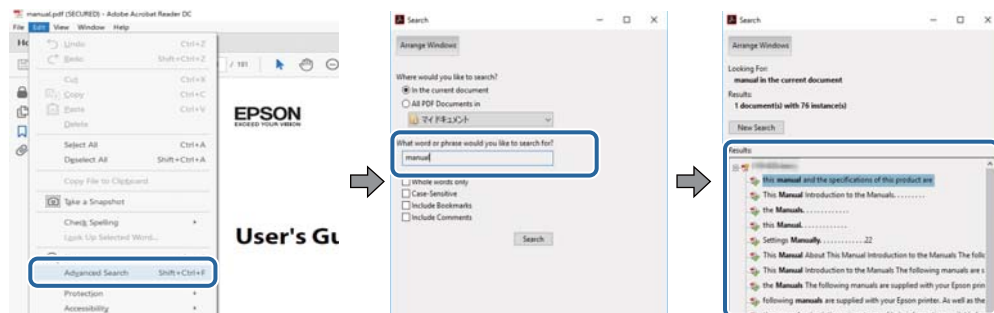 manual.pdf (SECURED) - Adobe Acrobat Reader DC
File Edit View Window Help
Undo Ctrl+Z
Redo Shift+Ctrl+Z
Cut Ctrl+X
Copy Ctrl+C
Paste Ctrl+V
Delete
Select All Ctrl+A
Deselect All Shift+Ctrl+A
Copy File to Clipboard
Take a Snapshot
Check Spelling
Look Up Selected Word...
Advanced Search Shift+Ctrl+F
Protection
Accessibility
/ 181
EPSON
EXCEED YOUR VISION
User's Gu
Search
Arrange Windows
Where would you like to search?
In the current document
All PDF Documents in
マイ ドキュメント
What word or phrase would you like to search for?
manual
Whole words only
Case-Sensitive
Include Bookmarks
Include Comments
Search
Search
Arrange Windows
Looking For:
manual in the current document
Results:
1 document(s) with 76 instance(s)
New Search
Results:
this manual and the specifications of this product are
This Manual Introduction to the Manuals. . . . . . . . .
the Manuals. . . . . . . . . . . . .
this Manual. . . . . . . . . . . . .
Settings Manually. . . . . . . . . . . . .22
This Manual About This Manual Introduction to the Manuals The follo
This Manual Introduction to the Manuals The following manuals are s
the Manuals The following manuals are supplied with your Epson prin
following manuals are supplied with your Epson printer. As well as the